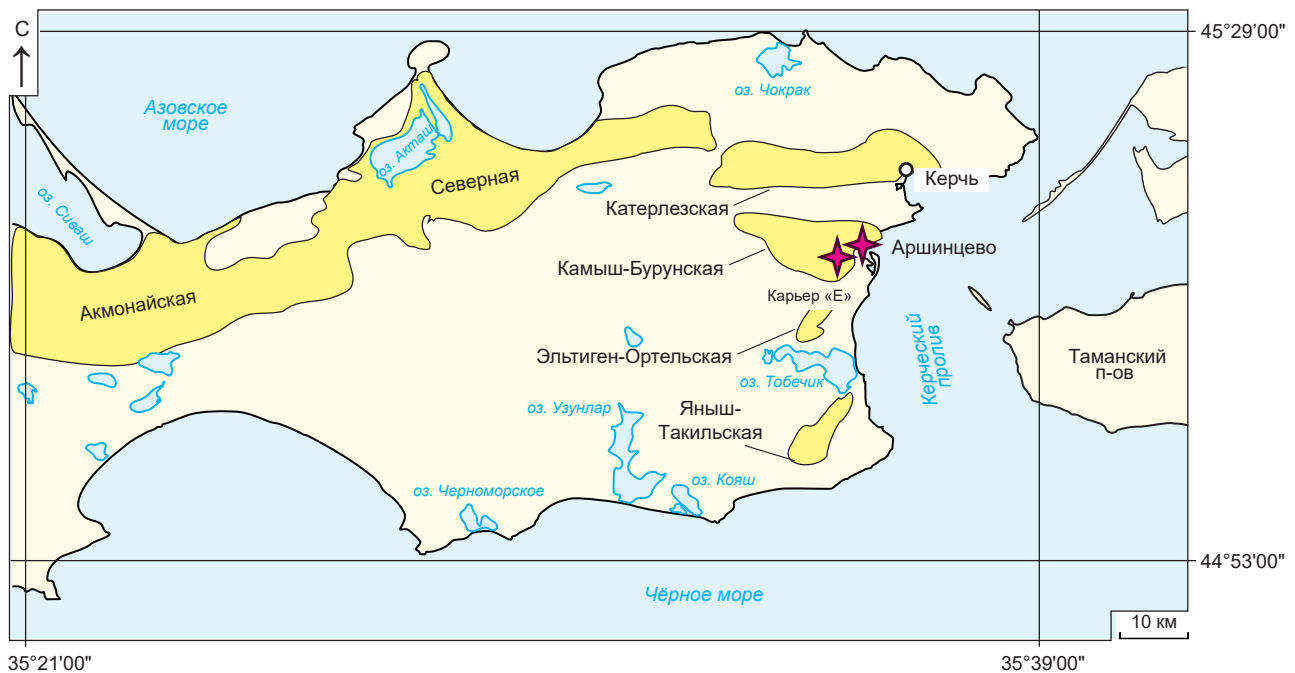 С
45°29'00"
оз. Чокрак
Азовское
море
оз. Акташ
Северная
Керчь
оз. Сиваш
Катерлезская
Аршинцево
Камыш-Бурунская
Карьер «Е»
Акмонайская
Керченский
пролив
Эльтиген-Ортельская
Таманский
п-ов
оз. Тобечик
оз. Узунлар
Яныш-
Такильская
оз. Кояш
оз. Черноморское
44°53'00"
Чёрное море
10 км
35°21'00"
35°39'00"